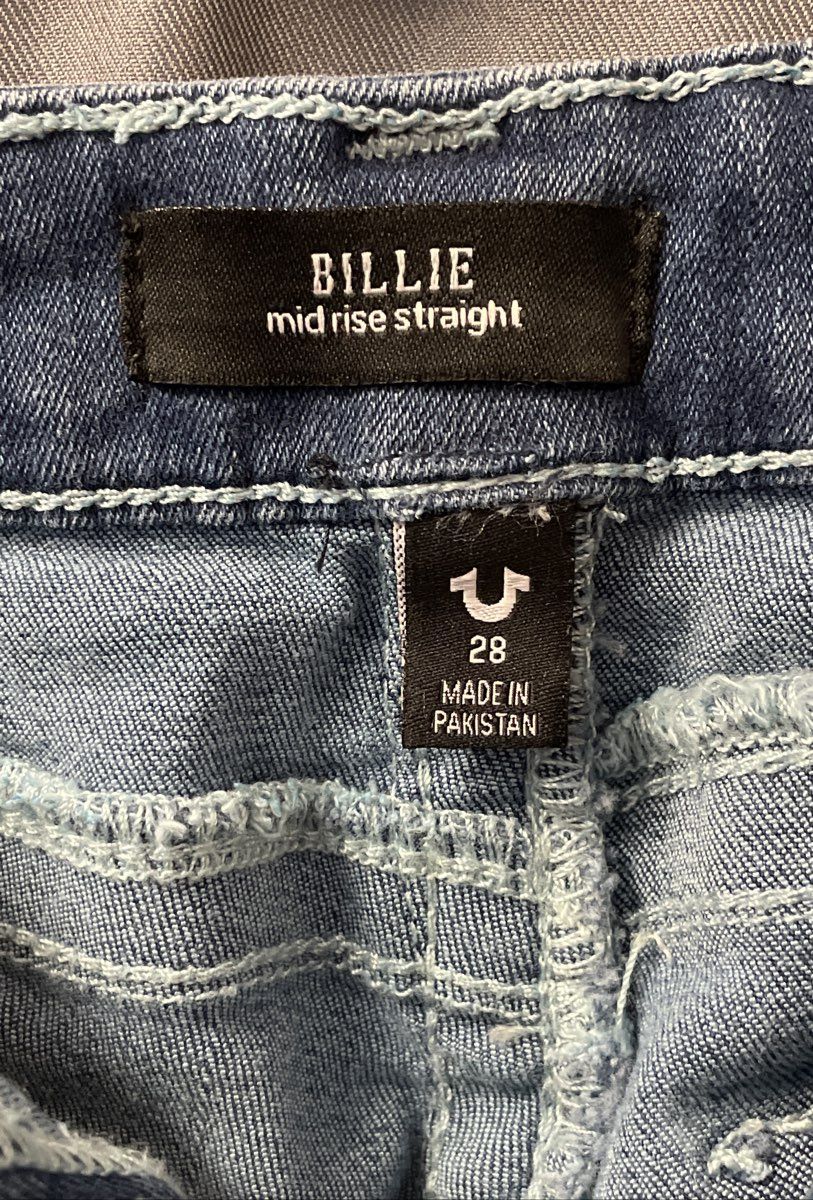 BILLIE
mid rise straight
28
MADE IN
PAKISTAN